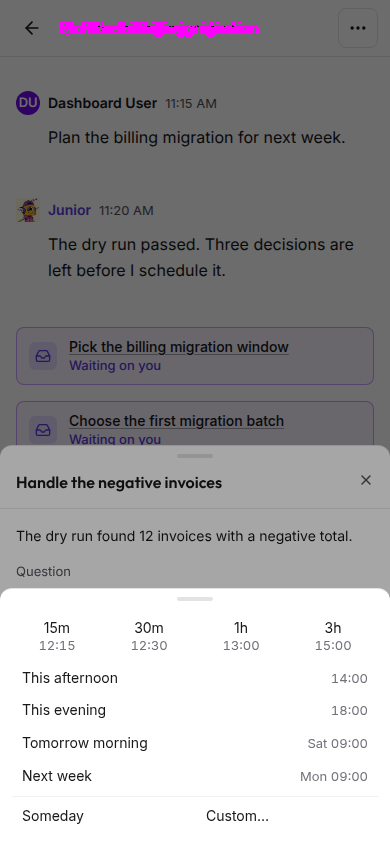 DU Dashboard User 11:15 AM
Plan the billing migration for next week.
Junior 11:20 AM
The dry run passed. Three decisions are
left before I schedule it.
Pick the billing migration window
Waiting on you
Choose the first migration batch
Waiting on you
Handle the negative invoices
The dry run found 12 invoices with a negative total.
Question
15m 30m 1h 3h
12:15 12:30 13:00 15:00
This afternoon 14:00
This evening 18:00
Tomorrow morning Sat 09:00
Next week Mon 09:00
Someday Custom...